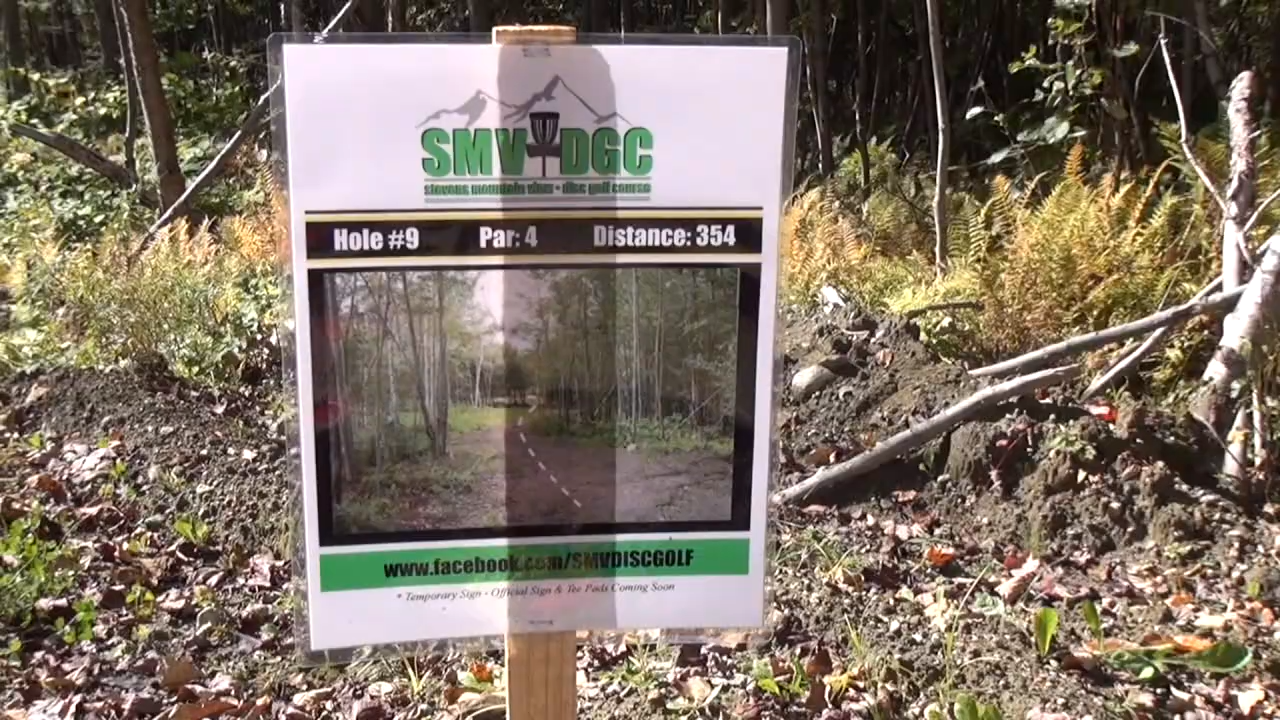 SMV DGC
stevens mountain view • disc golf course
Hole #9 Par: 4 Distance: 354
www.facebook.com/SMVDISCGOLF
* Temporary Sign - Official Sign & Tee Pads Coming Soon